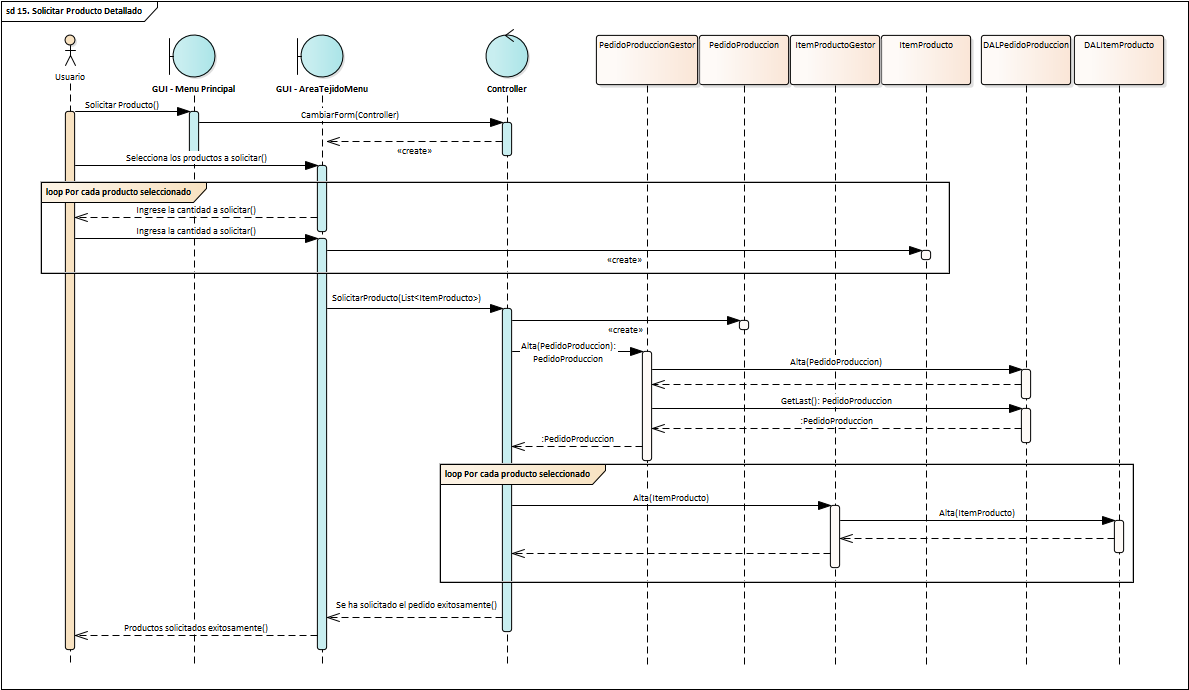 sd 15. Solicitar Producto Detallado
Usuario
GUI - Menu Principal
GUI - AreaTejidoMenu
Controller
PedidoProduccionGestor
PedidoProduccion
ItemProductoGestor
ItemProducto
DALPedidoProduccion
DALItemProducto
Solicitar Producto()
CambiarForm(Controller)
«create»
Selecciona los productos a solicitar()
loop Por cada producto seleccionado
Ingrese la cantidad a solicitar()
Ingresa la cantidad a solicitar()
«create»
SolicitarProducto(List<ItemProducto>)
«create»
Alta(PedidoProduccion):
PedidoProduccion
Alta(PedidoProduccion)
GetLast(): PedidoProduccion
:PedidoProduccion
:PedidoProduccion
loop Por cada producto seleccionado
Alta(ItemProducto)
Alta(ItemProducto)
Se ha solicitado el pedido exitosamente()
Productos solicitados exitosamente()